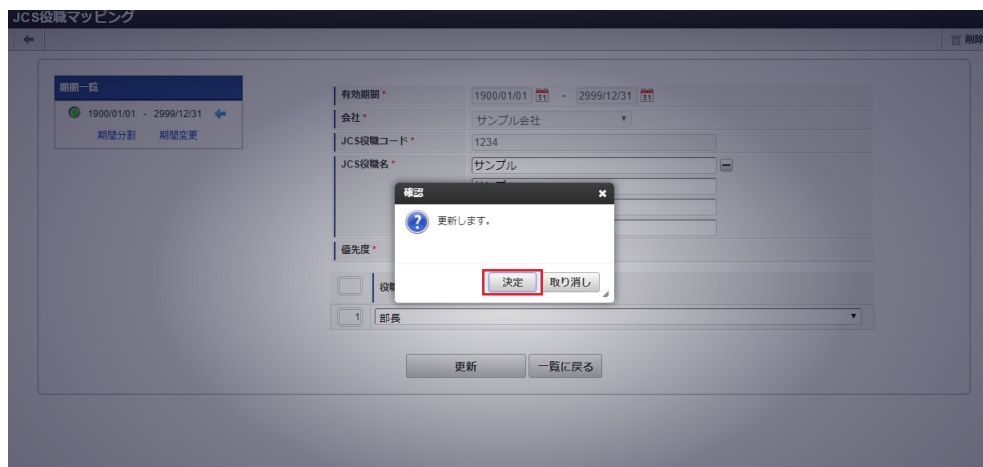 JCS役職マッピング
削除
期間一覧
1900/01/01 - 2999/12/31
期間分割 期間変更
有効期間 * 1900/01/01 31 - 2999/12/31 31
会社 * サンプル会社
JCS役職コード * 1234
JCS役職名 * サンプル
確認
更新します。
決定 取り消し
優先度 *
役職
1 部長
更新 一覧に戻る